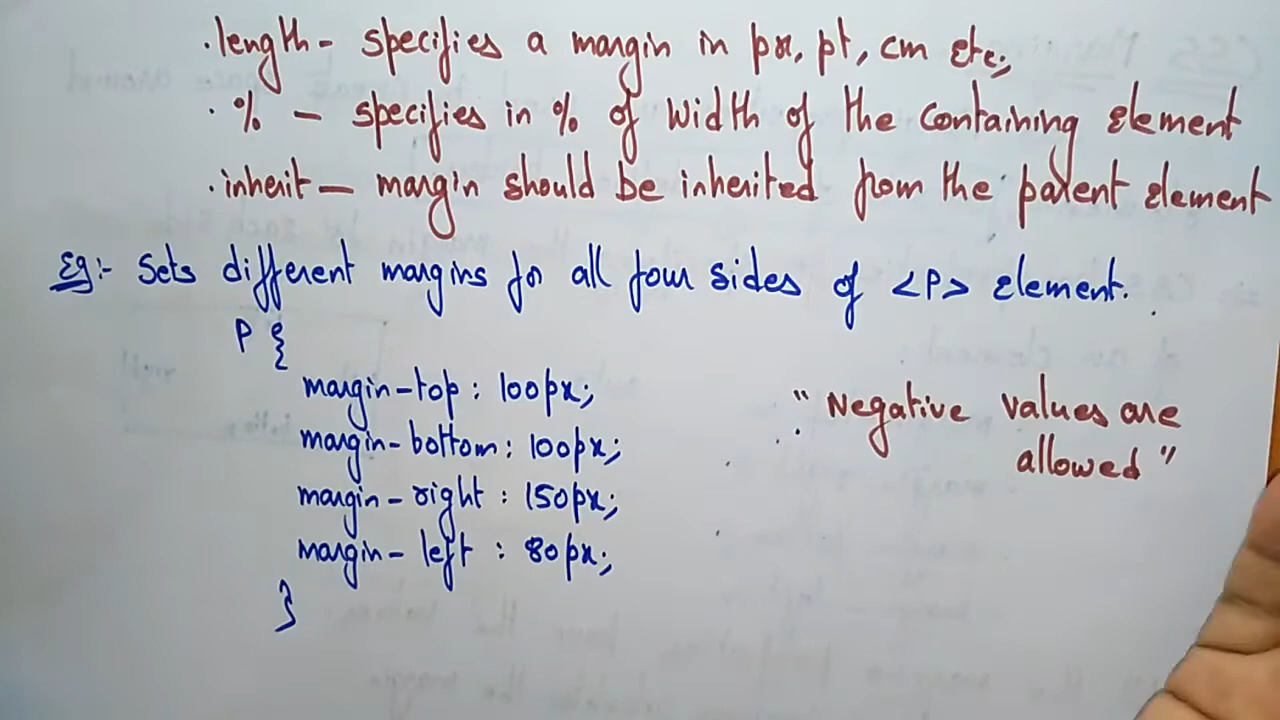 . length - specifies a margin in px, pt, cm etc;
. % - specifies in % of width of the containing element
. inherit - margin should be inherited from the parent element
Eg:- Sets different margins for all four sides of <P> element.
P {
margin-top : 100px;
margin-bottom : 100px;
margin-right : 150px;
margin-left : 80px;
}
"Negative values are
allowed"